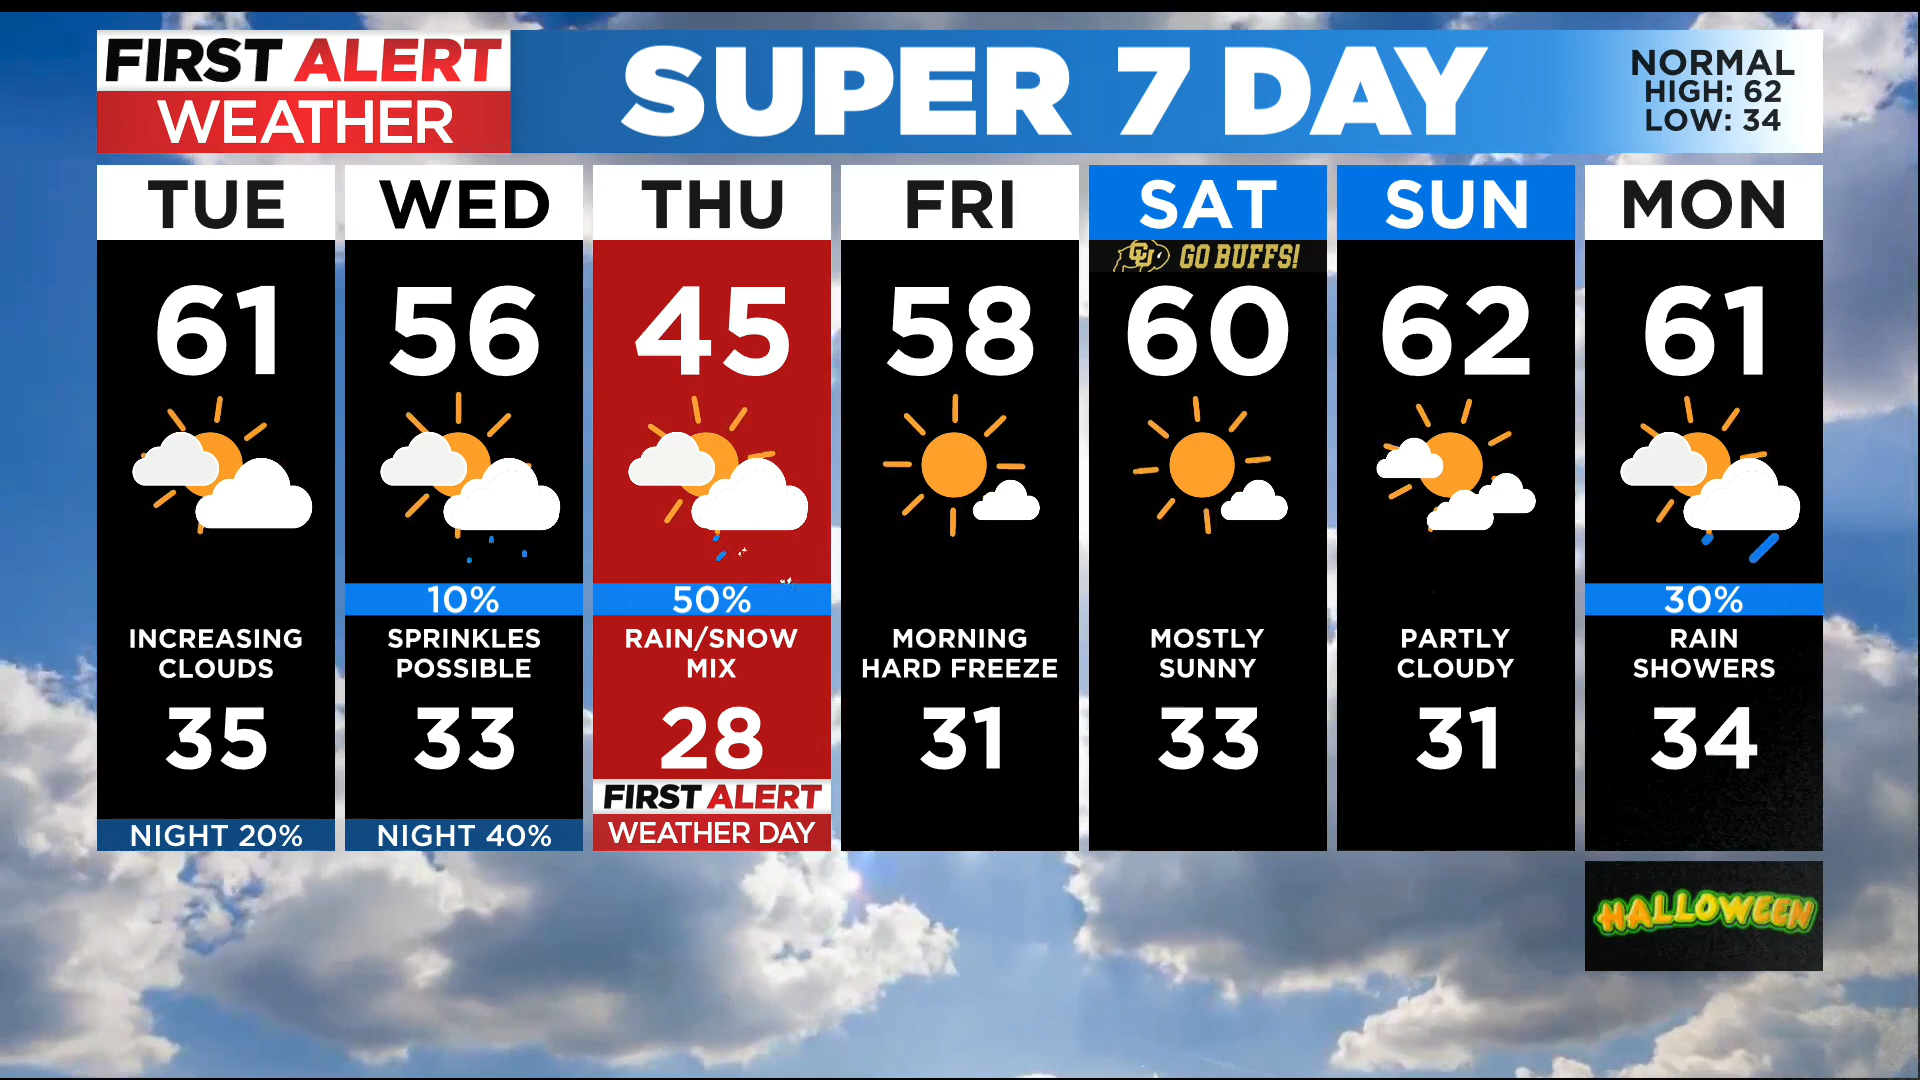 FIRST ALERT
WEATHER
SUPER 7 DAY
NORMAL
HIGH: 62
LOW: 34
TUE
61
INCREASING
CLOUDS
35
NIGHT 20%
WED
56
10%
SPRINKLES
POSSIBLE
33
NIGHT 40%
THU
45
50%
RAIN/SNOW
MIX
28
FIRST ALERT
WEATHER DAY
FRI
58
MORNING
HARD FREEZE
31
SAT
CU GO BUFFS!
60
MOSTLY
SUNNY
33
SUN
62
PARTLY
CLOUDY
31
MON
61
30%
RAIN
SHOWERS
34
HALLOWEEN